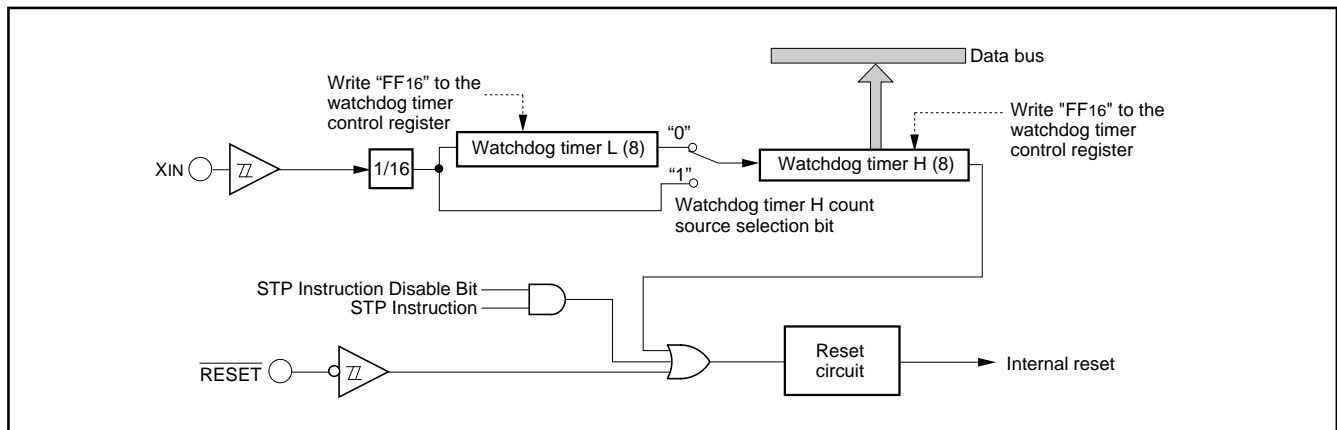 Data bus
Write “FF16” to the
watchdog timer
control register
Write "FF16" to the
watchdog timer
control register
“0”
Watchdog timer L (8)
Watchdog timer H (8)
XIN
1/16
“1”
Watchdog timer H count
source selection bit
STP Instruction Disable Bit
STP Instruction
RESET
Reset
circuit
Internal reset